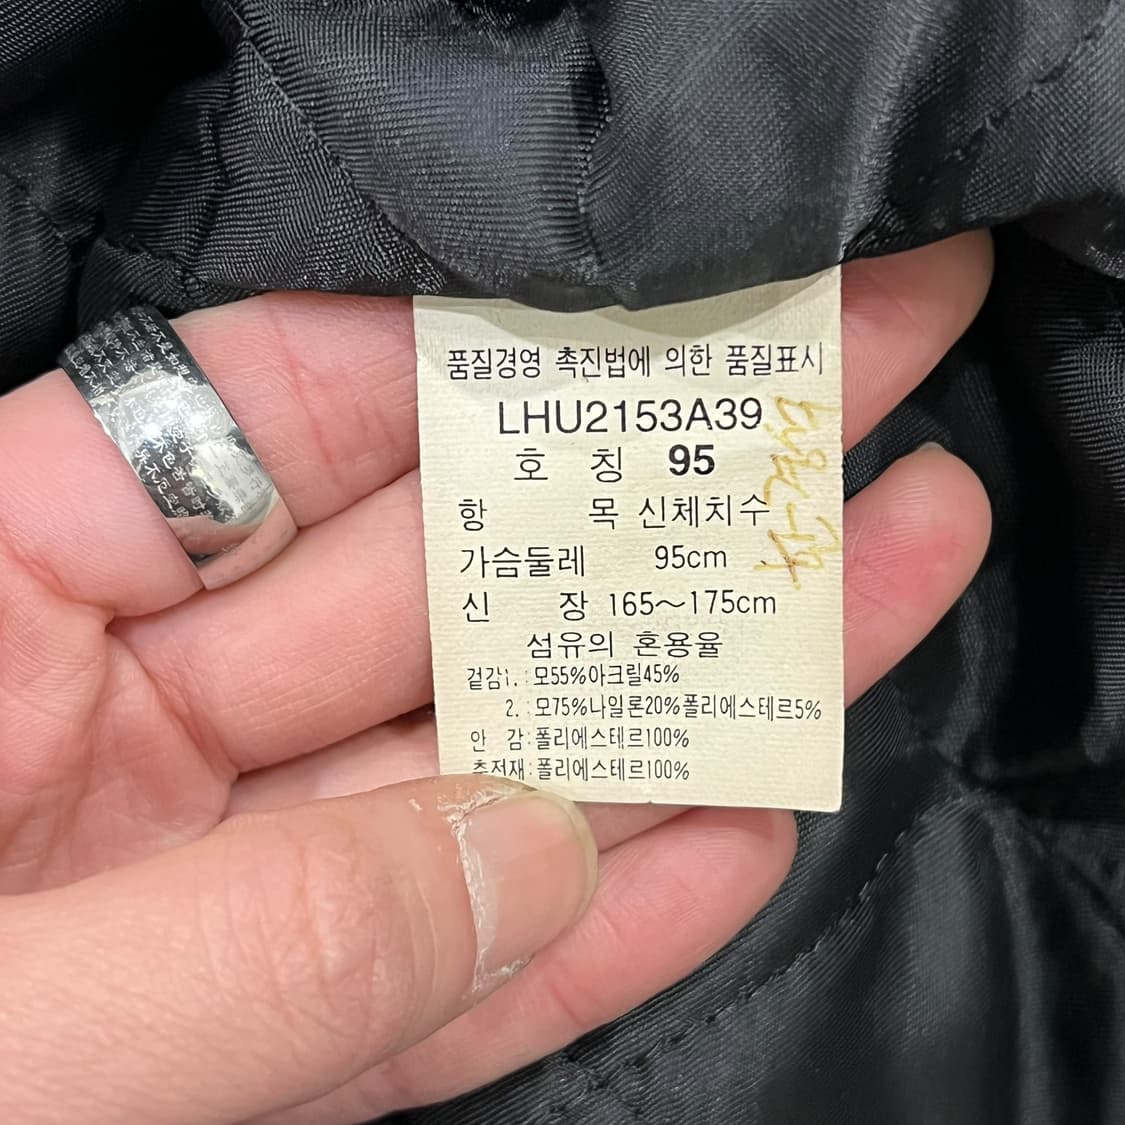 품질경영 촉진법에 의한 품질표시
LHU2153A39
호 칭 95
항 목 신체치수
가슴둘레 95cm
신 장 165~175cm
섬유의 혼용율
겉감1. : 모55%아크릴45%
2. : 모75%나일론20%폴리에스테르5%
안 감:폴리에스테르100%
충전재:폴리에스테르100%